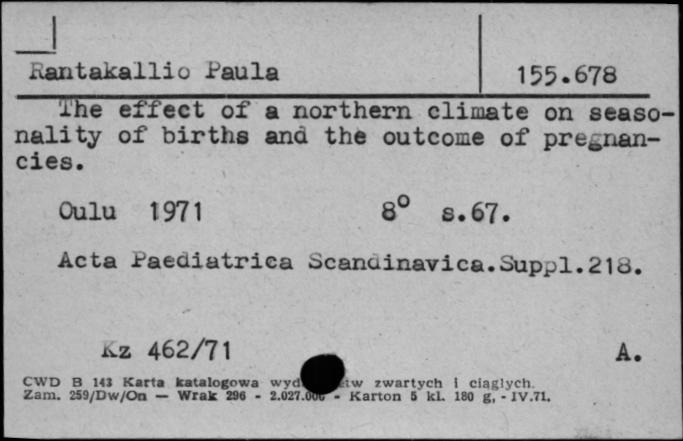 Rantakallio Paula 155.678
The effect of a northern climate on seaso-
nality of births and the outcome of pregnan-
cies.
Oulu 1971 8° s.67.
Acta Paediatrica Scandinavica.Suppl.218.
Kz 462/71 A.
CWD B 143 Karta katalogowa zwartych i ciąglych.
Zam. 259/Dw/On — Wrak 296 - 2.027.000 - Karton 5 kl. 180 g, - IV.71.